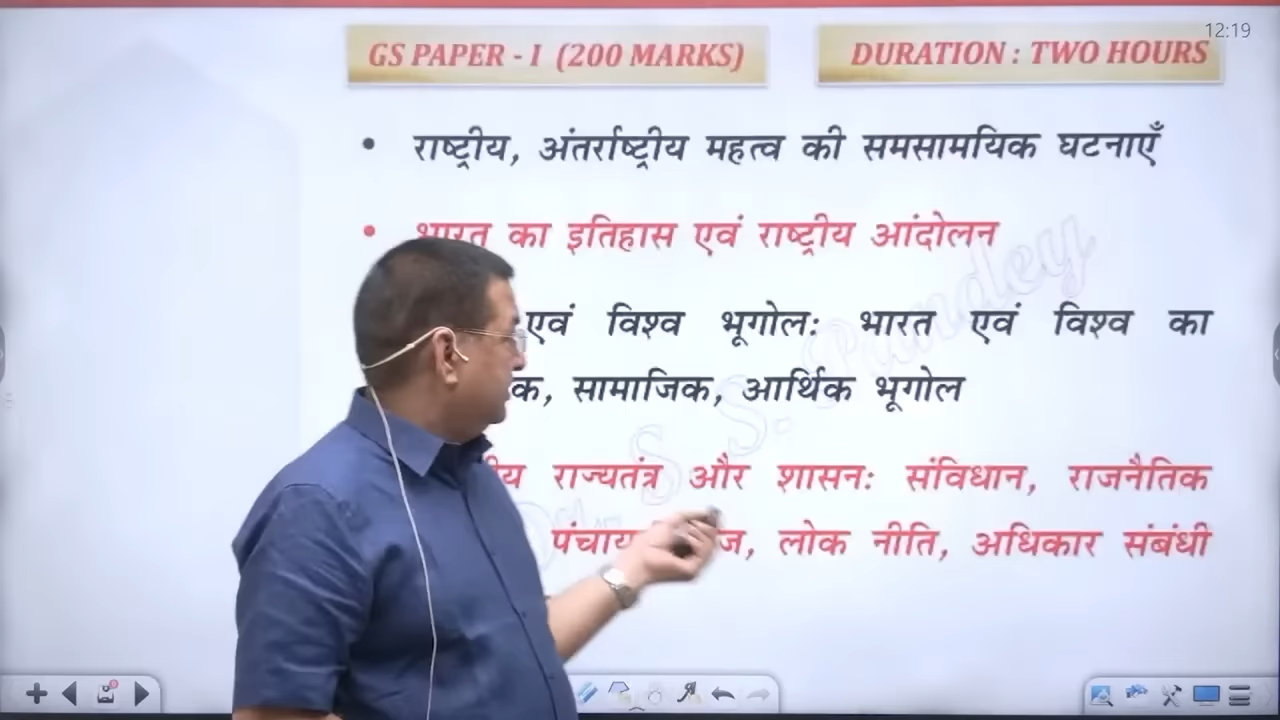 12:19
GS PAPER - I (200 MARKS) DURATION : TWO HOURS
• राष्ट्रीय, अंतर्राष्ट्रीय महत्व की समसामयिक घटनाएँ
• भारत का इतिहास एवं राष्ट्रीय आंदोलन
एवं विश्व भूगोल: भारत एवं विश्व का
सामाजिक, आर्थिक भूगोल
राज्यतंत्र और शासन: संविधान, राजनैतिक
लोक नीति, अधिकार संबंधी
S. S. Pandey